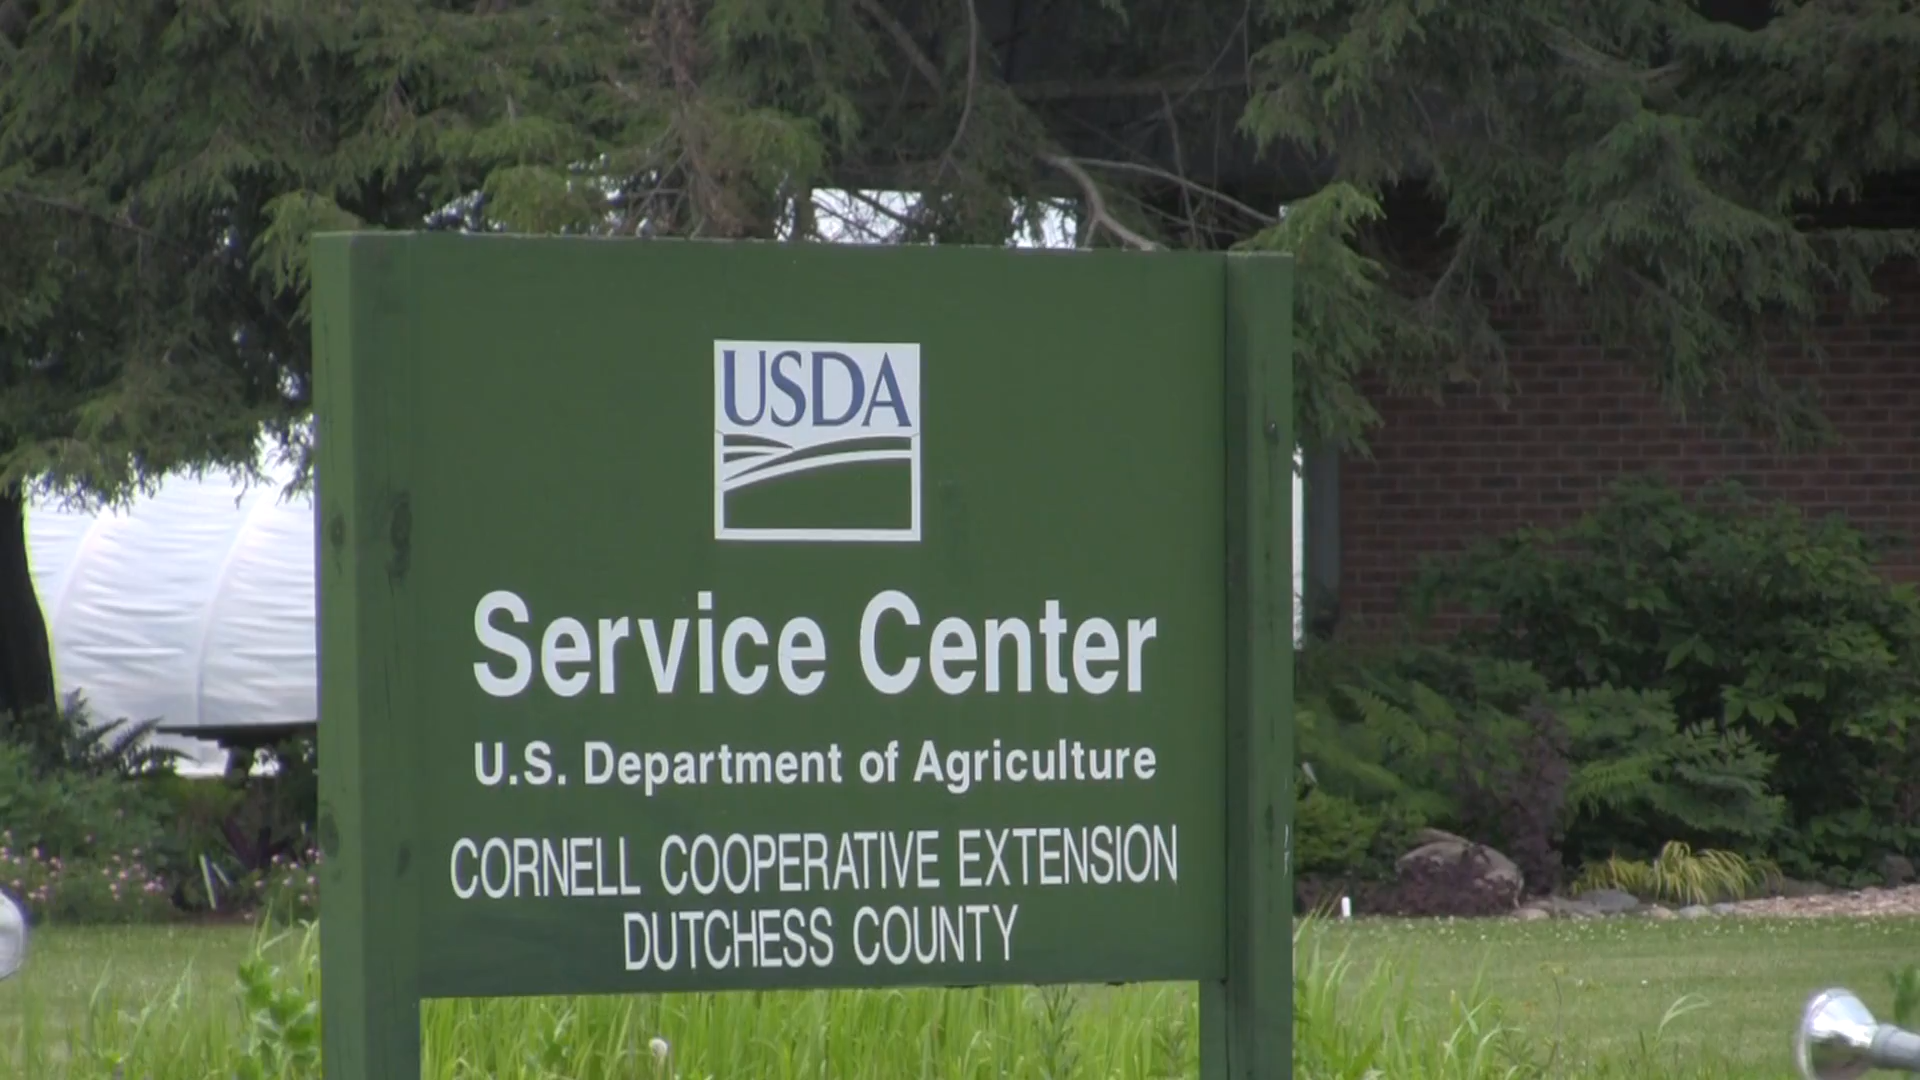 USDA
Service Center
U.S. Department of Agriculture
CORNELL COOPERATIVE EXTENSION
DUTCHESS COUNTY